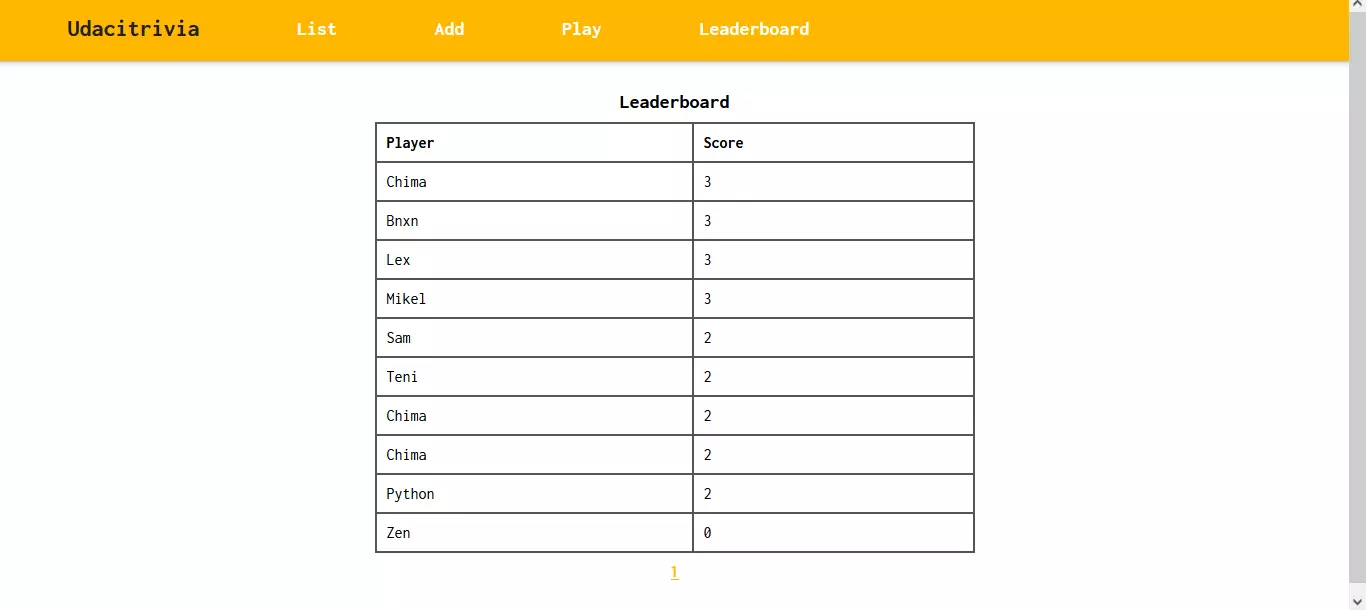 Udacitrivia List Add Play Leaderboard
Leaderboard
Player Score
Chima 3
Bnxn 3
Lex 3
Mikel 3
Sam 2
Teni 2
Chima 2
Chima 2
Python 2
Zen 0
1